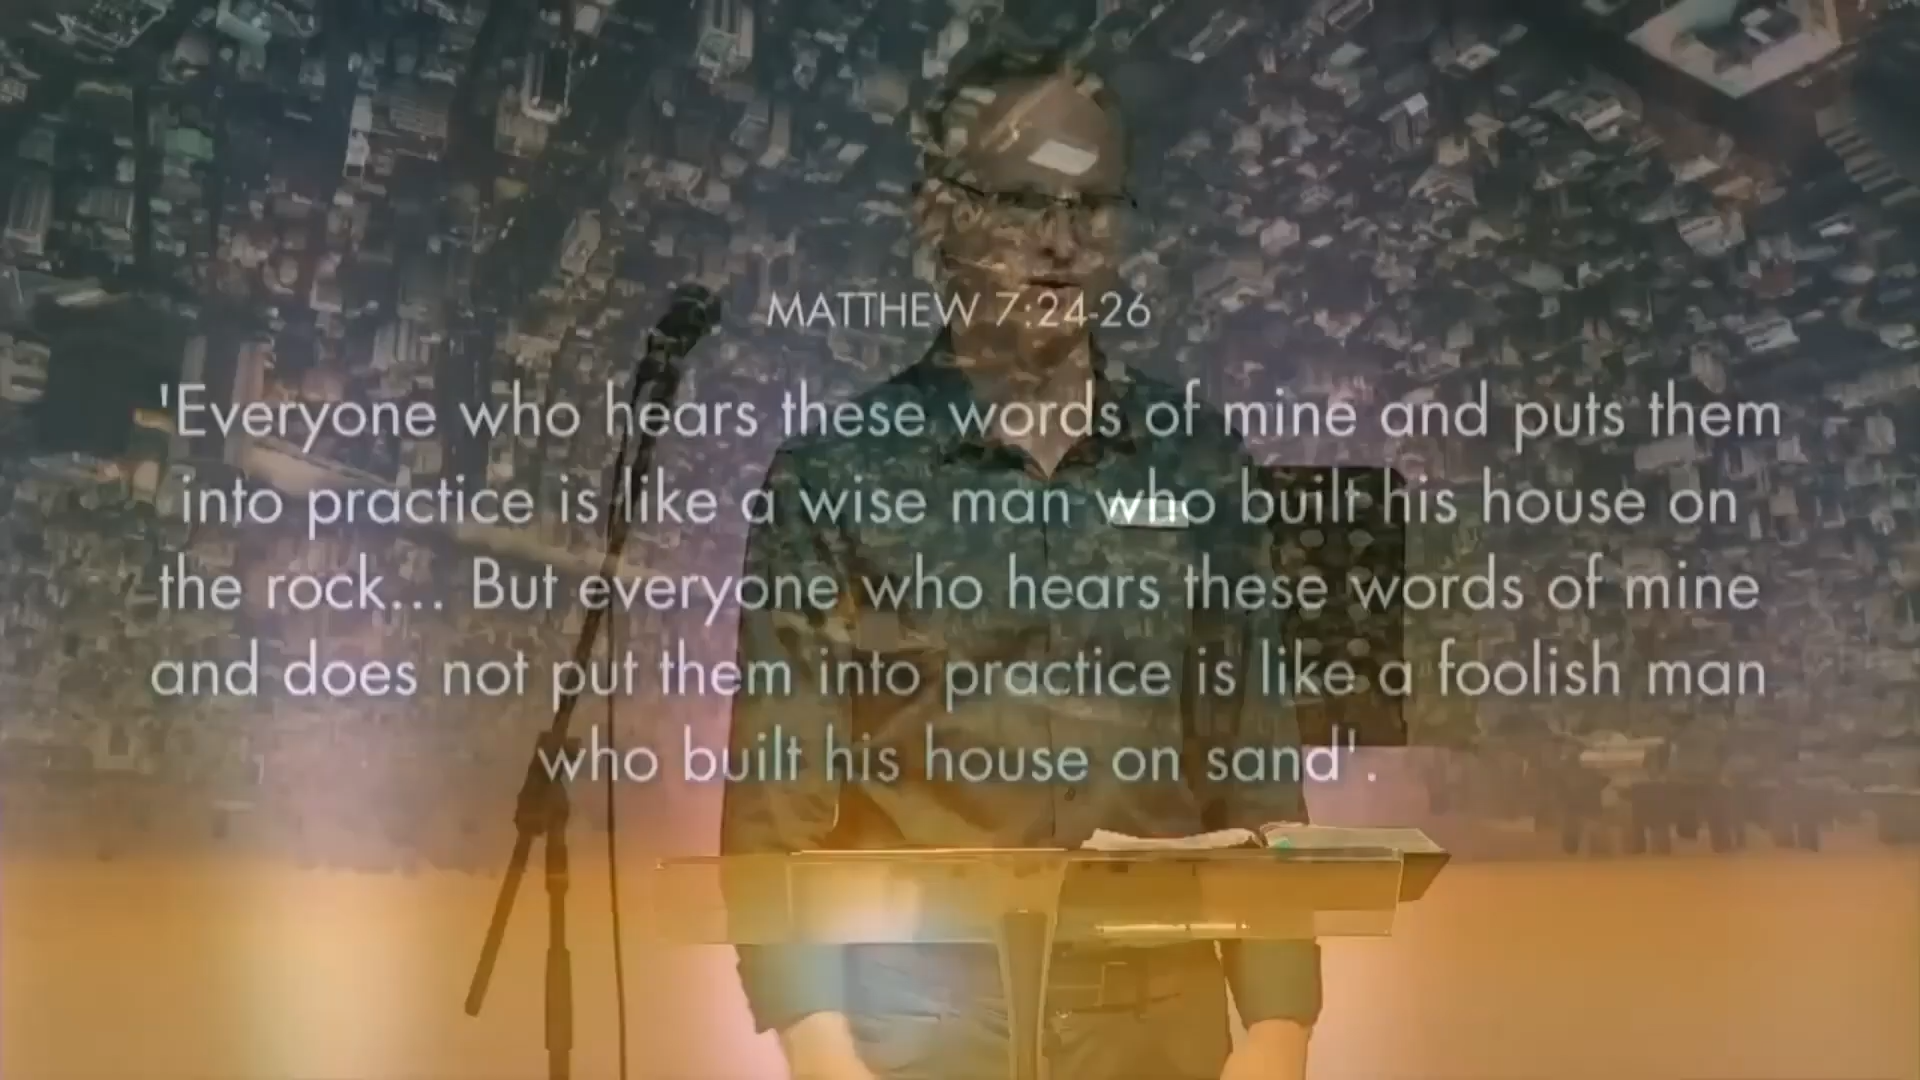 MATTHEW 7:24-26
'Everyone who hears these words of mine and puts them
into practice is like a wise man who built his house on
the rock... But everyone who hears these words of mine
and does not put them into practice is like a foolish man
who built his house on sand'.